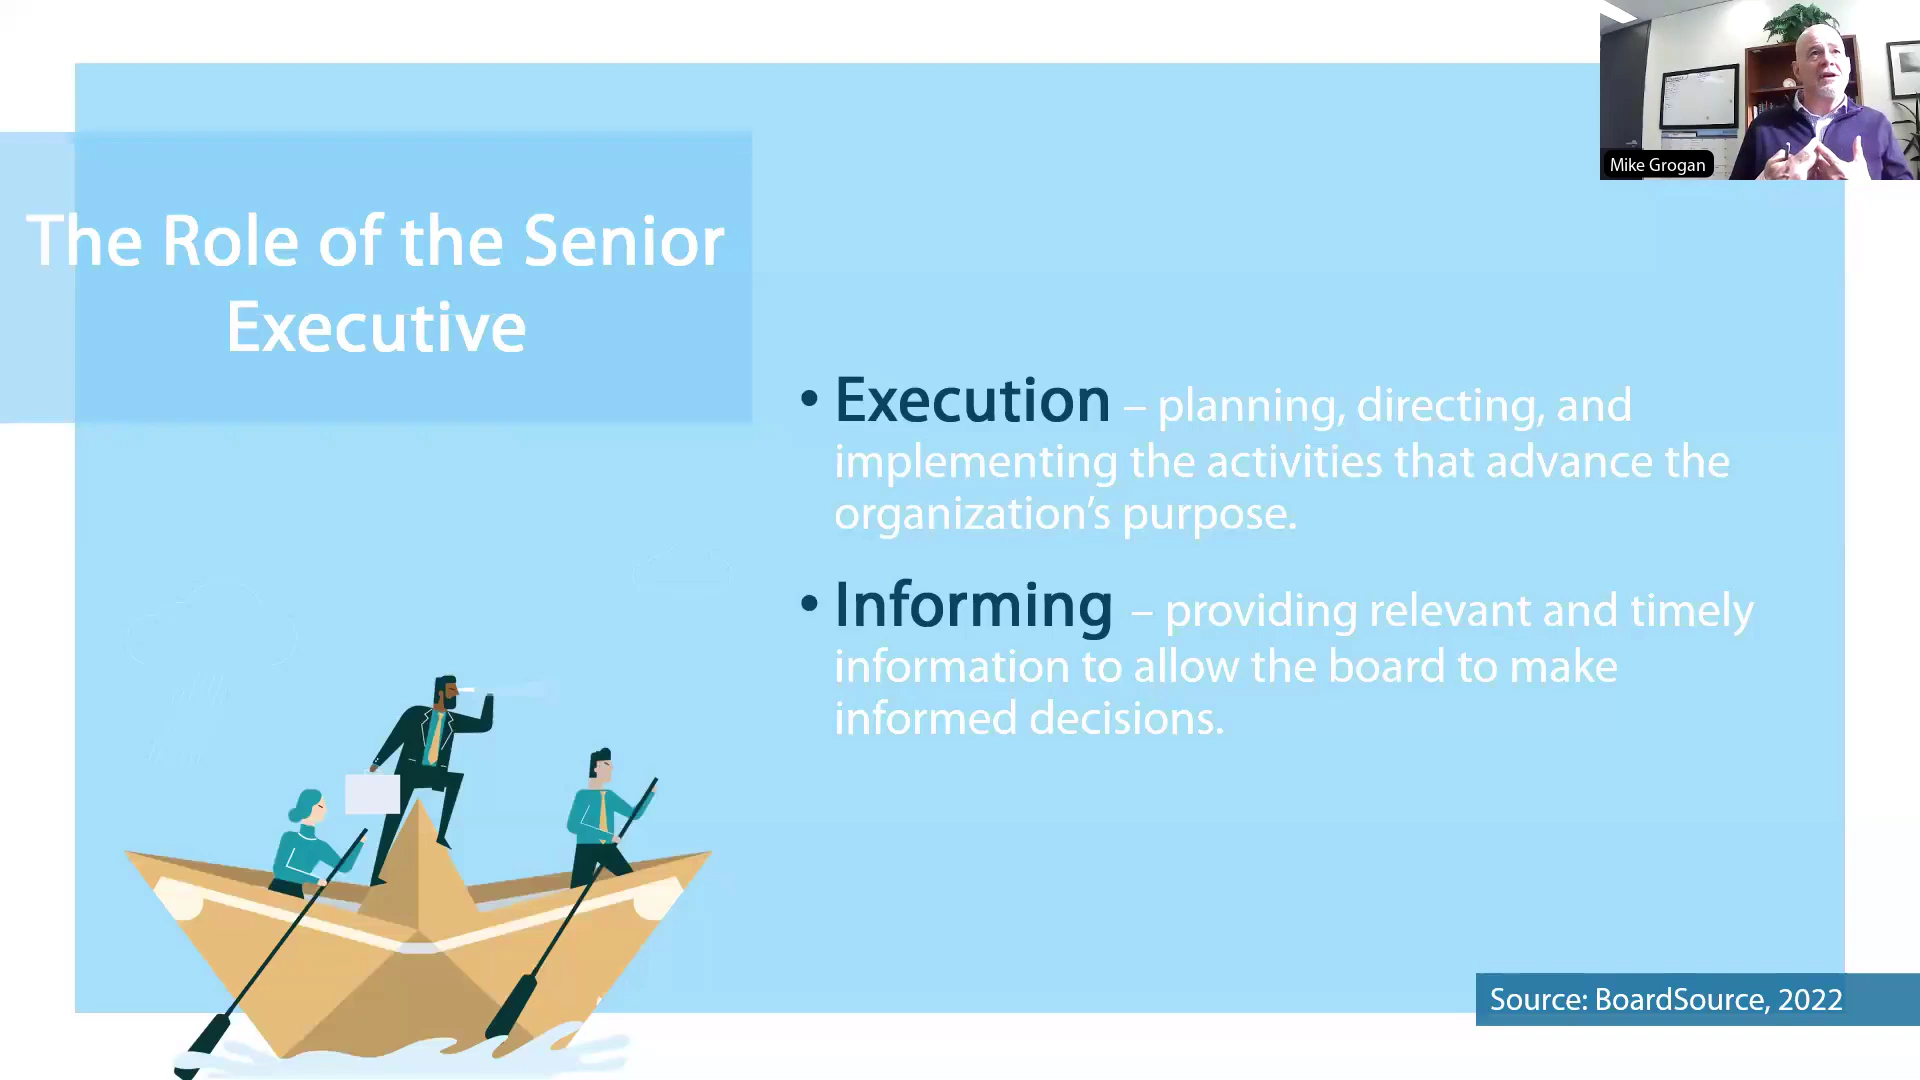 Mike Grogan
The Role of the Senior
Executive
• Execution – planning, directing, and
implementing the activities that advance the
organization’s purpose.
• Informing – providing relevant and timely
information to allow the board to make
informed decisions.
Source: BoardSource, 2022